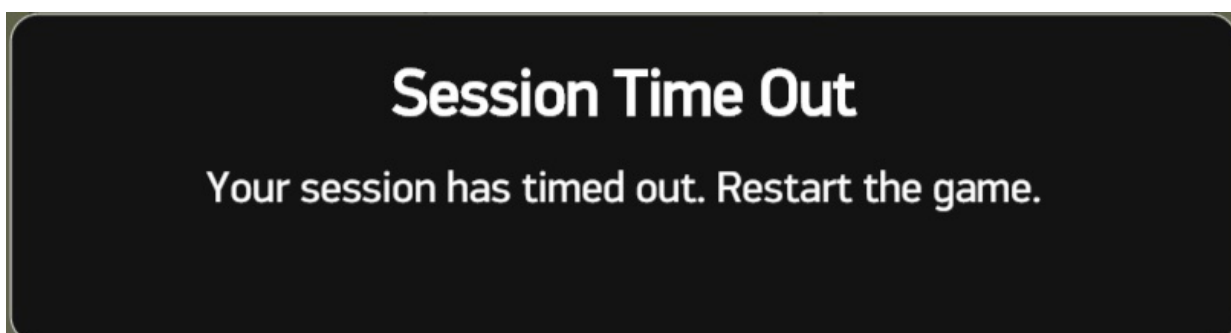 Session Time Out
Your session has timed out. Restart the game.